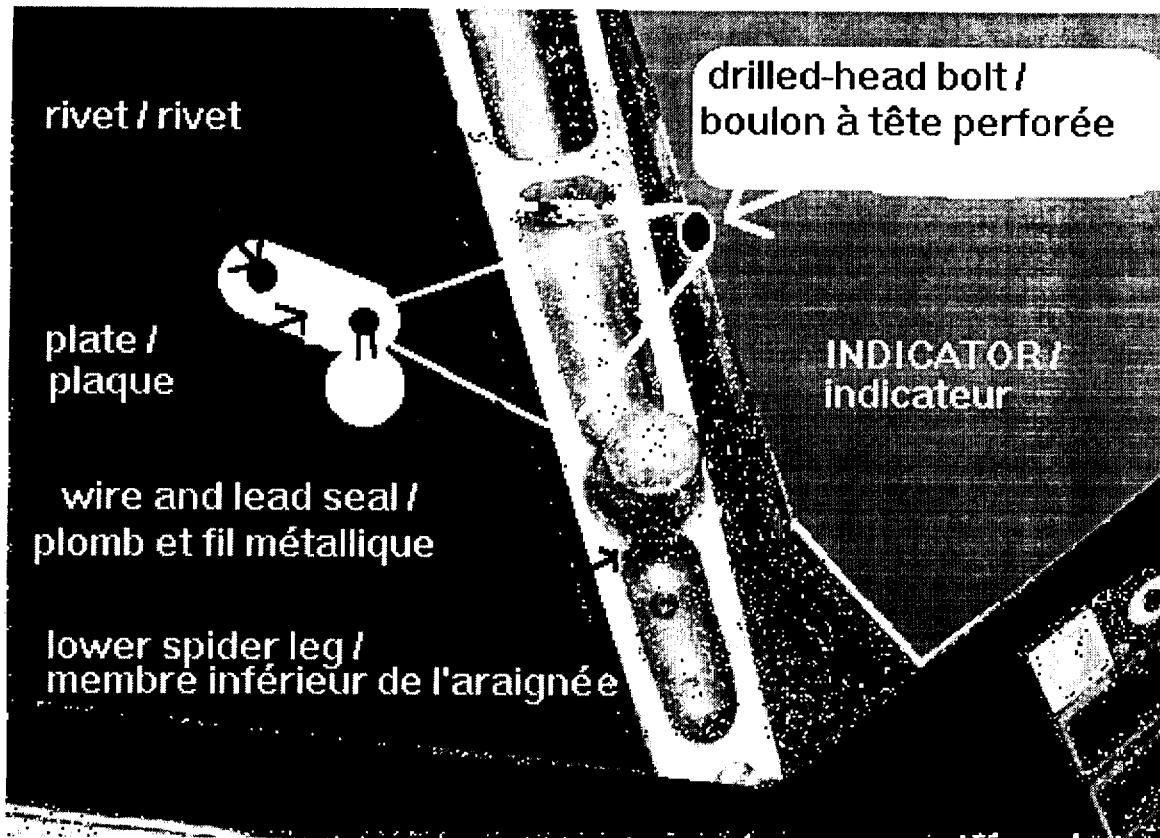 rivet / rivet
drilled-head bolt /
boulon à tête perforée
plate /
plaque
INDICATOR /
indicateur
wire and lead seal /
plomb et fil métallique
lower spider leg /
membre inférieur de l'araignée